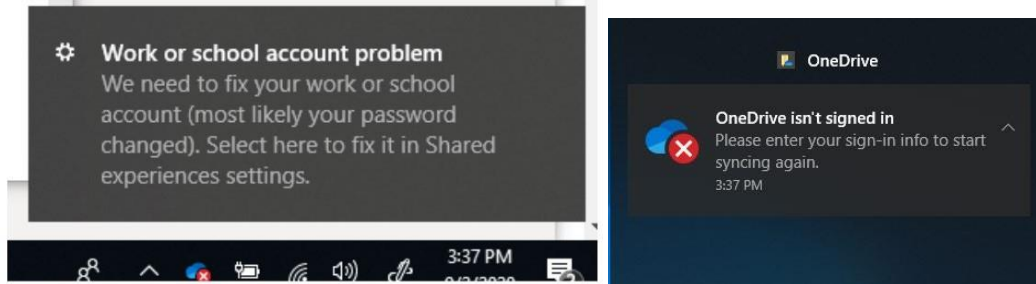 Work or school account problem
We need to fix your work or school
account (most likely your password
changed). Select here to fix it in Shared
experiences settings.
3:37 PM
OneDrive
OneDrive isn't signed in
Please enter your sign-in info to start
syncing again.
3:37 PM